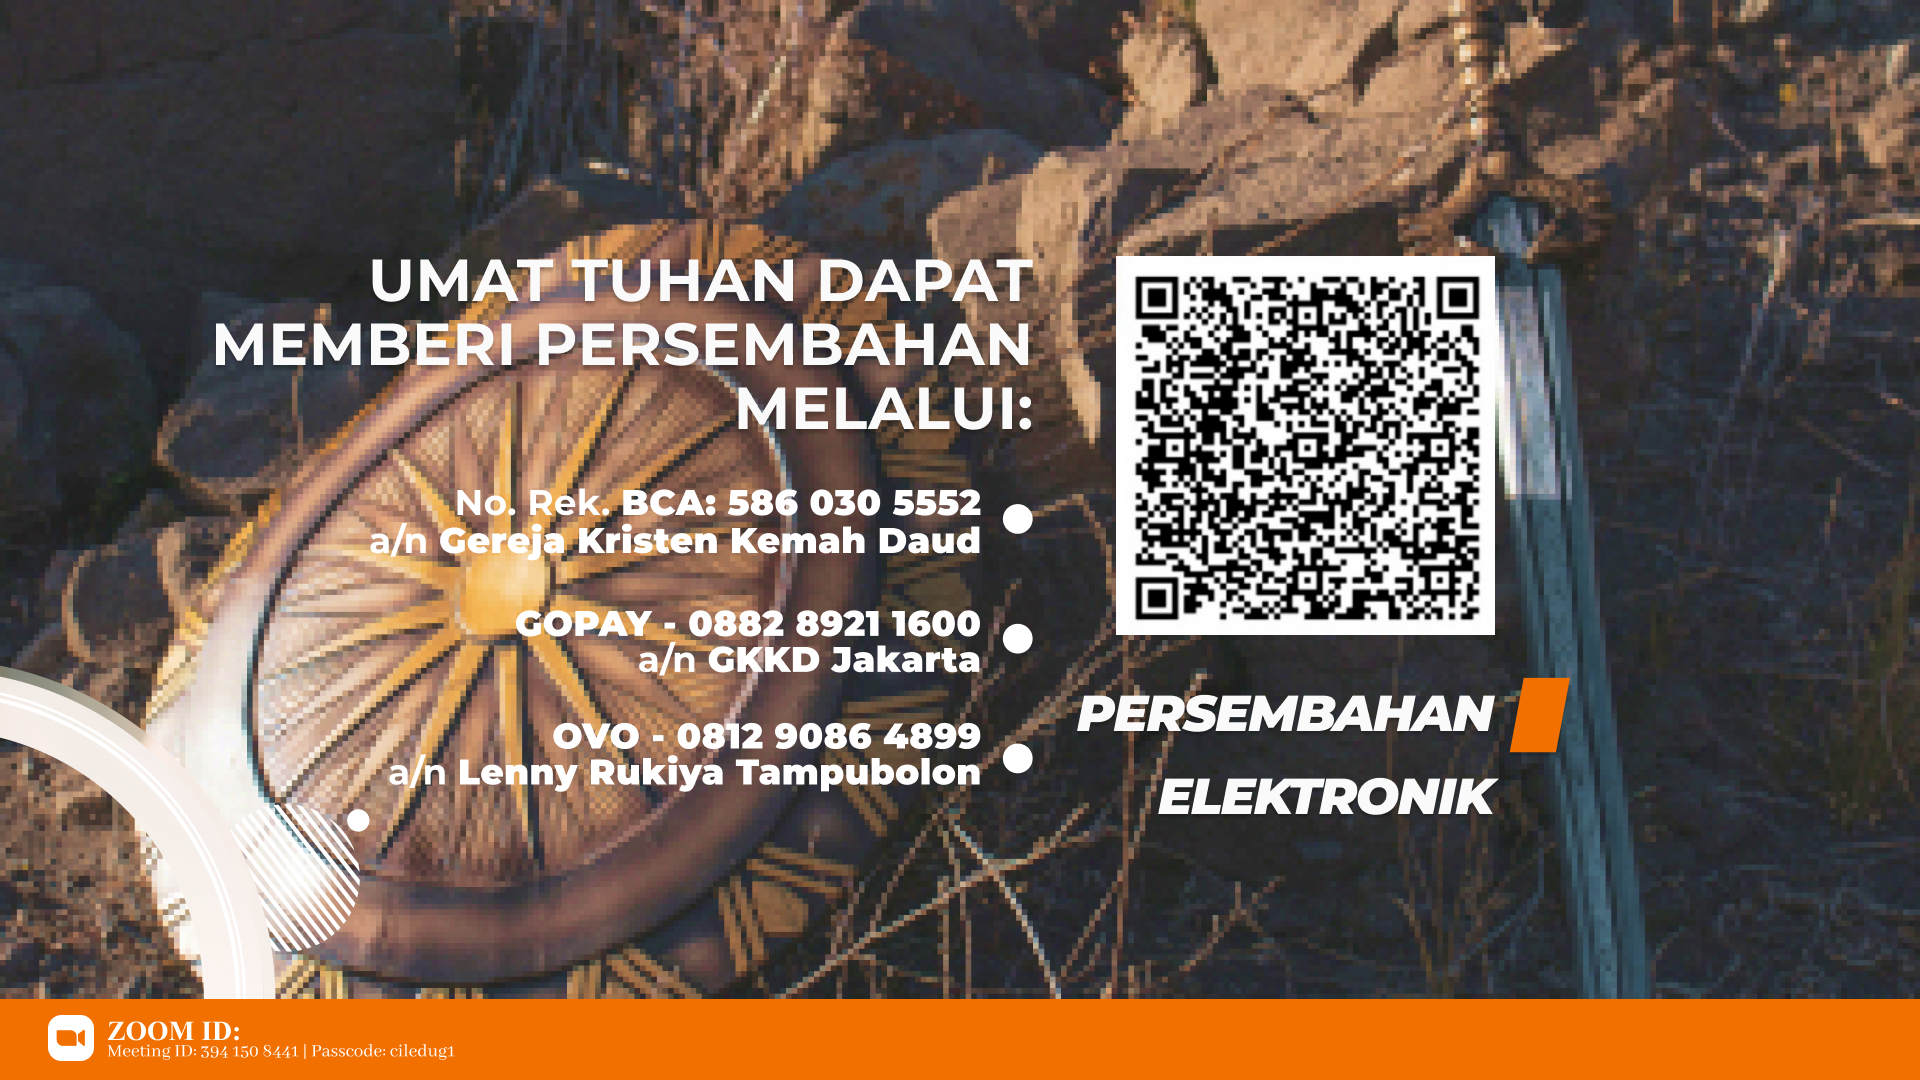 UMAT TUHAN DAPAT
MEMBERI PERSEMBAHAN
MELALUI:
No. Rek. BCA: 586 030 5552
a/n Gereja Kristen Kemah Daud
GOPAY - 0882 8921 1600
a/n GKKD Jakarta
OVO - 0812 9086 4899
a/n Lenny Rukiya Tampubolon
PERSEMBAHAN
ELEKTRONIK
ZOOM ID:
Meeting ID: 394 150 8441 | Passcode: ciledug1